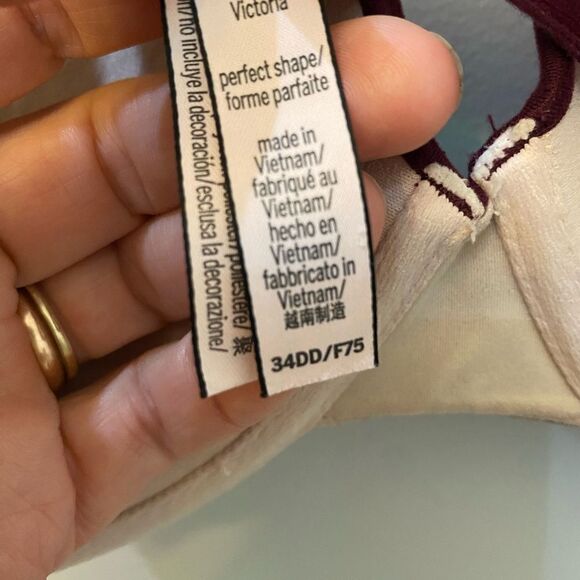 Victoria
perfect shape/
forme parfaite
made in
Vietnam/
fabriqué au
Vietnam/
hecho en
Vietnam/
fabbricato in
Vietnam/
越南制造
34DD/F75
on/no incluye la decoración/esclusa la decorazione/